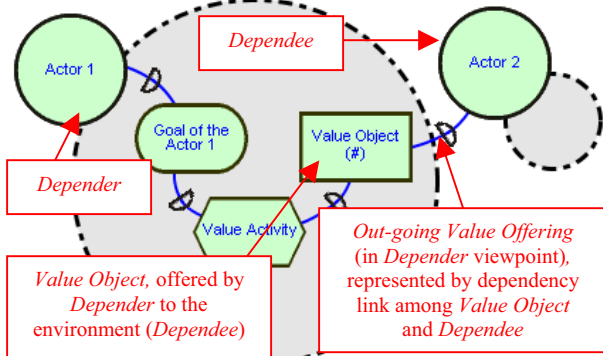 Dependee
Actor 1
Actor 2
Goal of the
Actor 1
Value Object
(#)
Depender
Value Activity
Value Object, offered by
Depender to the
environment (Dependee)
Out-going Value Offering
(in Depender viewpoint),
represented by dependency
link among Value Object
and Dependee